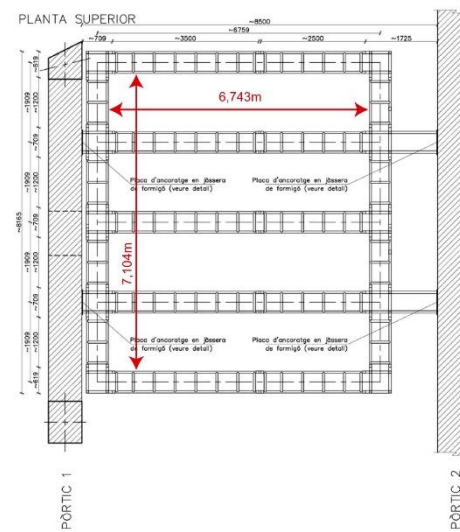 PLANTA SUPERIOR
~8500
~6759
~709
~3500
~2500
~1725
6,743m
7,104m
~619
~1200
~709
~1200
~709
~1200
~709
~1200
~619
~1909
~1909
~1909
~1909
~8165
Placa d'ancoratge en jàssera
de formigó (veure detall)
Placa d'ancoratge en jàssera
de formigó (veure detall)
Placa d'ancoratge en jàssera
de formigó (veure detall)
Placa d'ancoratge en jàssera
de formigó (veure detall)
PÒRTIC 1
PÒRTIC 2